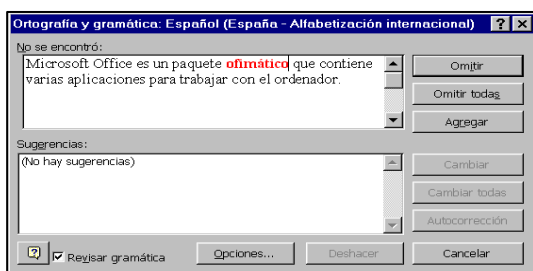 Ortografía y gramática: Español (España - Alfabetización internacional)
No se encontró:
Microsoft Office es un paquete ofimático que contiene
varias aplicaciones para trabajar con el ordenador.
Omitir
Omitir todas
Agregar
Sugerencias:
(No hay sugerencias)
Cambiar
Cambiar todas
Autocorrección
Revisar gramática
Opciones...
Deshacer
Cancelar